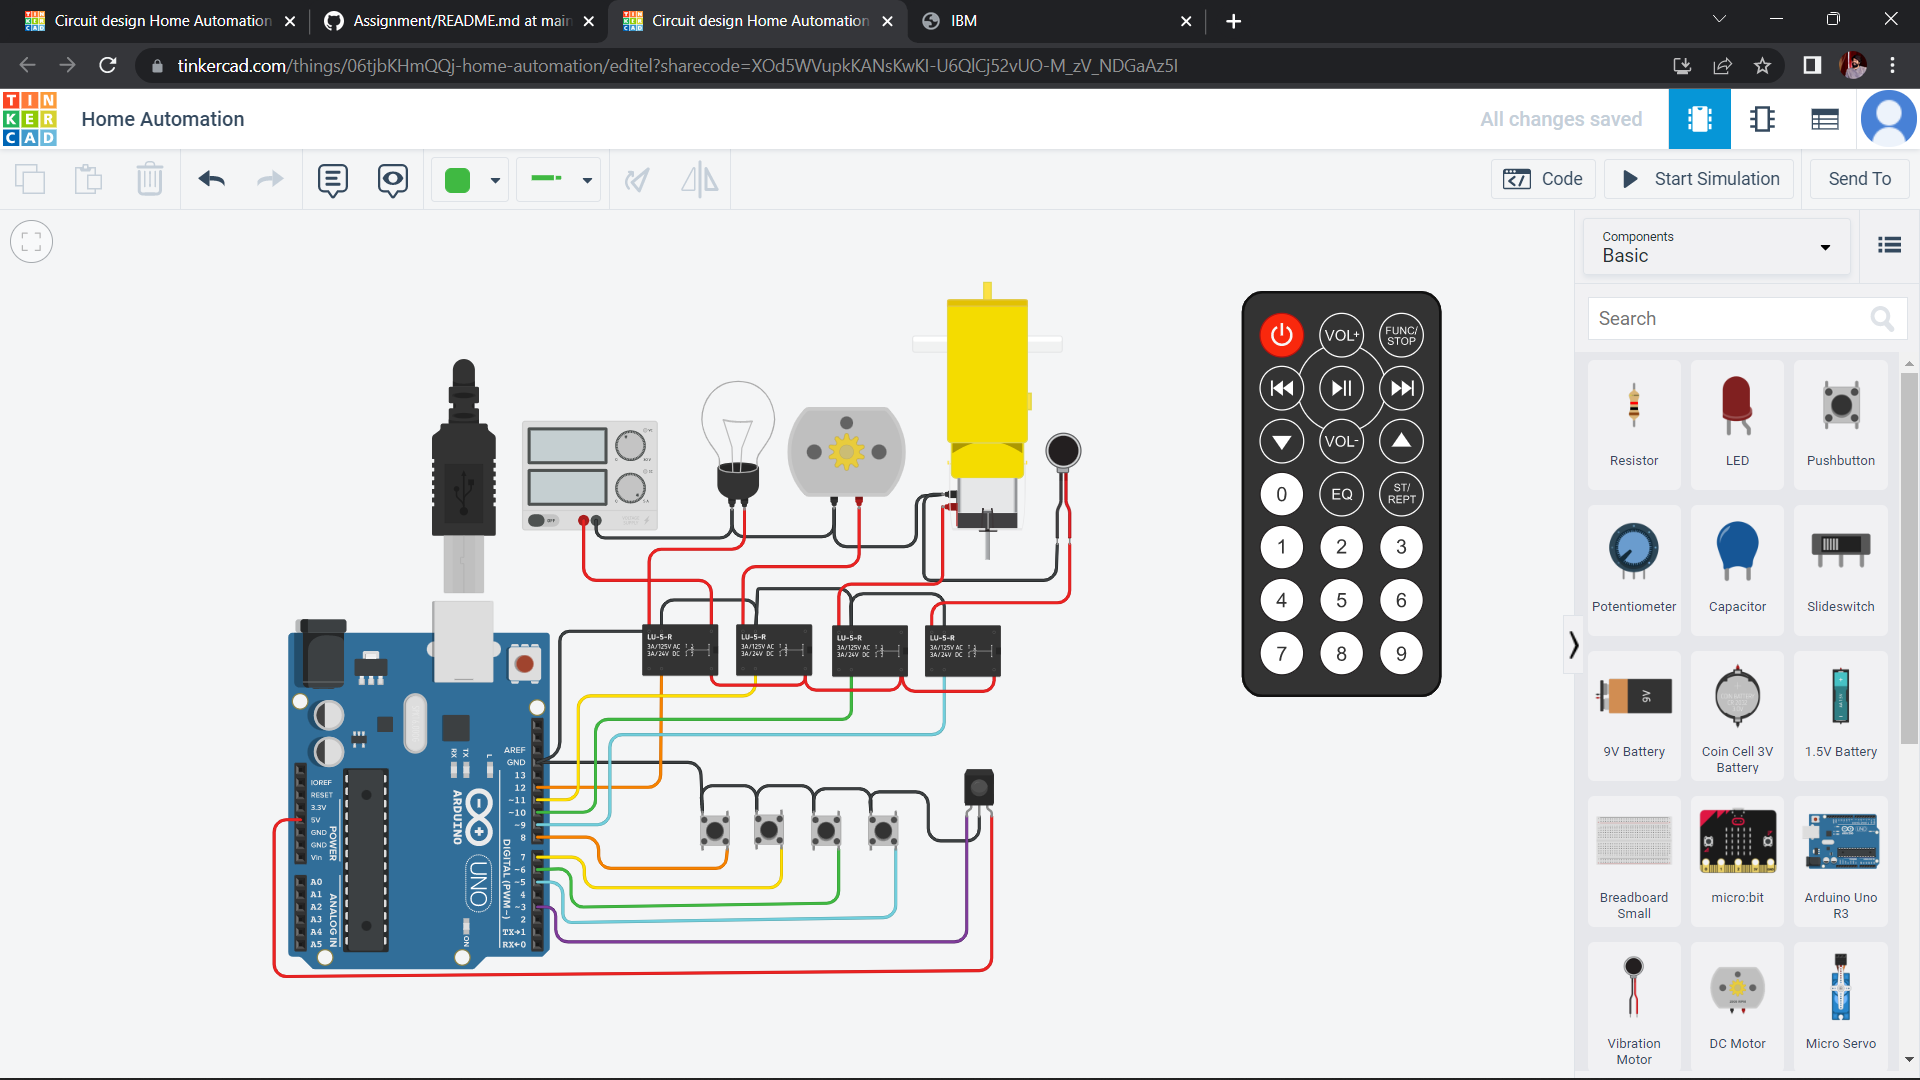 Circuit design Home Automation
Assignment/README.md at main
Circuit design Home Automation
IBM
tinkercad.com/things/06tjbKHmQQj-home-automation/editel?sharecode=XOd5WVupkKANsKwKI-U6QlCj52vUO-M_zV_NDGaAz5I
TIN
KER
CAD
Home Automation
All changes saved
Code
Start Simulation
Send To
Components
Basic
Search
Resistor
LED
Pushbutton
Potentiometer
Capacitor
Slideswitch
9V Battery
Coin Cell 3V
Battery
1.5V Battery
Breadboard
Small
micro:bit
Arduino Uno
R3
Vibration
Motor
DC Motor
Micro Servo
VOL+
FUNC/
STOP
VOL-
0
EQ
ST/
REPT
1
2
3
4
5
6
7
8
9
OFF
LU-5-R
3A/125V AC
3A/24V DC
LU-5-R
3A/125V AC
3A/24V DC
LU-5-R
3A/125V AC
3A/24V DC
LU-5-R
3A/125V AC
3A/24V DC
AREF
GND
13
12
~11
~10
~9
8
7
~6
~5
4
~3
2
TX→1
RX←0
DIGITAL (PWM~)
RX
TX
L
ARDUINO
UNO
ON
IOREF
RESET
3.3V
5V
GND
GND
Vin
POWER
A0
A1
A2
A3
A4
A5
ANALOG IN
9V